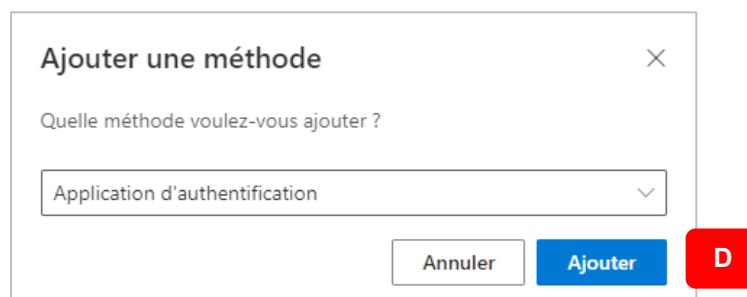 Ajouter une méthode
Quelle méthode voulez-vous ajouter ?
Application d'authentification
Annuler Ajouter D